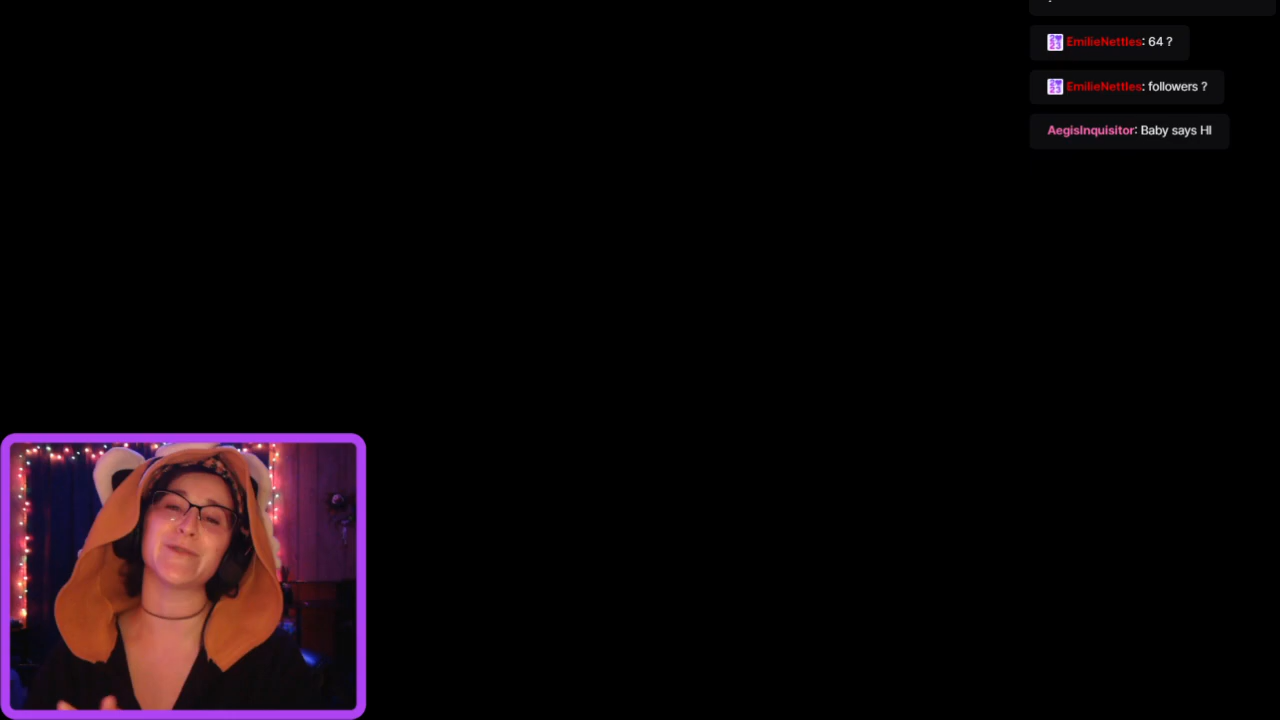 EmilieNettles: 64 ?
EmilieNettles: followers ?
AegisInquisitor: Baby says HI